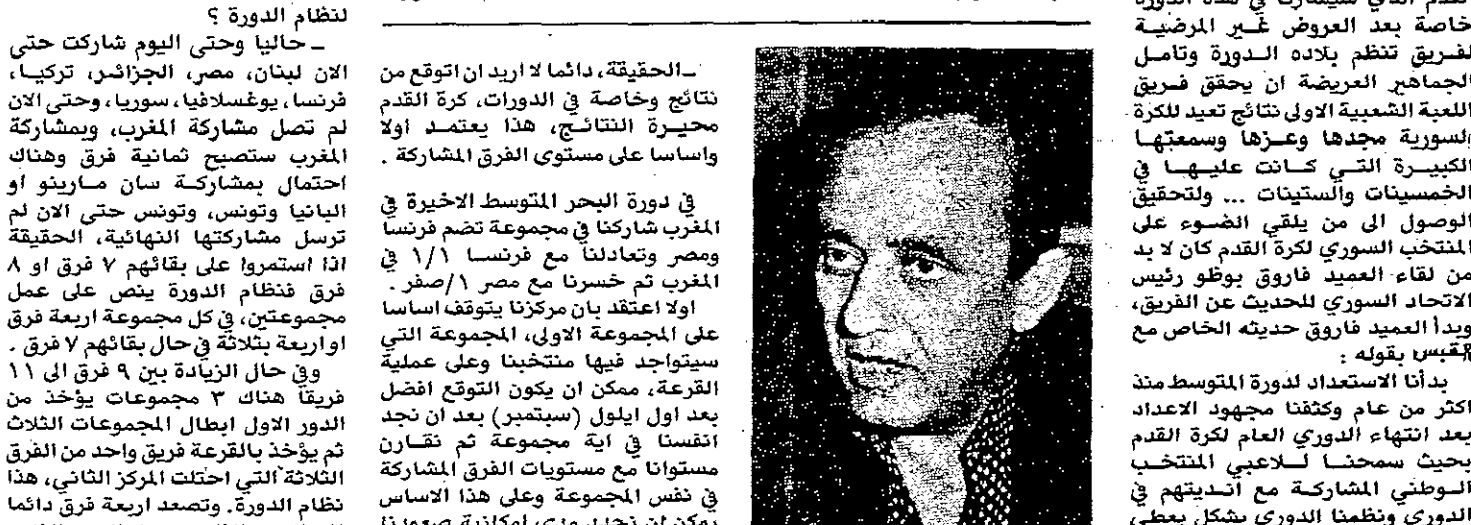 خاصة بعد العروض غير المرضية
لفريق تنظم بلاده الدورة وتأمل
الجماهير العريضة ان يحقق فريق
اللعبة الشعبية الاولى نتائج تعيد للكرة
السورية مجدها وعزها وسمعتها
الكبيرة التي كانت عليها في
الخمسينات والستينات ... ولتحقيق
الوصول الى من يلقي الضوء على
المنتخب السوري لكرة القدم كان لا بد
من لقاء العميد فاروق بوظو رئيس
الاتحاد السوري للحديث عن الفريق،
وبدأ العميد فاروق حديثه الخاص مع
القبس بقوله :
بدأنا الاستعداد لدورة المتوسط منذ
اكثر من عام وكثفنا مجهود الاعداد
بعد انتهاء الدوري العام لكرة القدم
بحيث سمحنا للاعبي المنتخب
الوطني المشاركة مع انديتهم في
الدوري ونظمنا الدوري بشكل يعطي
ـ الحقيقة، دائما لا اريد ان اتوقع من
نتائج وخاصة في الدورات، كرة القدم
محيرة النتائج، هذا يعتمد اولا
واساسا على مستوى الفرق المشاركة .
في دورة البحر المتوسط الاخيرة في
المغرب شاركنا في مجموعة تضم فرنسا
ومصر وتعادلنا مع فرنسا ١/١ في
المغرب ثم خسرنا مع مصر ١/صفر .
اولا اعتقد بان مركزنا يتوقف اساسا
على المجموعة الاولى، المجموعة التي
سيتواجد فيها منتخبنا وعلى عملية
القرعة، ممكن ان يكون التوقع افضل
بعد اول ايلول (سبتمبر) بعد ان نجد
انفسنا في اية مجموعة ثم نقارن
مستوانا مع مستويات الفرق المشاركة
في نفس المجموعة وعلى هذا الاساس
لنظام الدورة ؟
ـ حاليا وحتى اليوم شاركت حتى
الان لبنان، مصر، الجزائر، تركيا،
فرنسا، يوغسلافيا، سوريا، وحتى الان
لم تصل مشاركة المغرب، وبمشاركة
المغرب ستصبح ثمانية فرق وهناك
احتمال بمشاركة سان مارينو او
البانيا وتونس، وتونس حتى الان لم
ترسل مشاركتها النهائية، الحقيقة
اذا استمروا على بقائهم ٧ فرق او ٨
فرق فنظام الدورة ينص على عمل
مجموعتين، في كل مجموعة اربعة فرق
او اربعة بثلاثة في حال بقائهم ٧ فرق .
وفي حال الزيادة بين ٩ فرق الى ١١
فريقا هناك ٣ مجموعات يؤخذ من
الدور الاول ابطال المجموعات الثلاث
ثم يؤخذ بالقرعة فريق واحد من الفرق
الثلاثة التي احتلت المركز الثاني، هذا
نظام الدورة. وتصعد اربعة فرق دائما